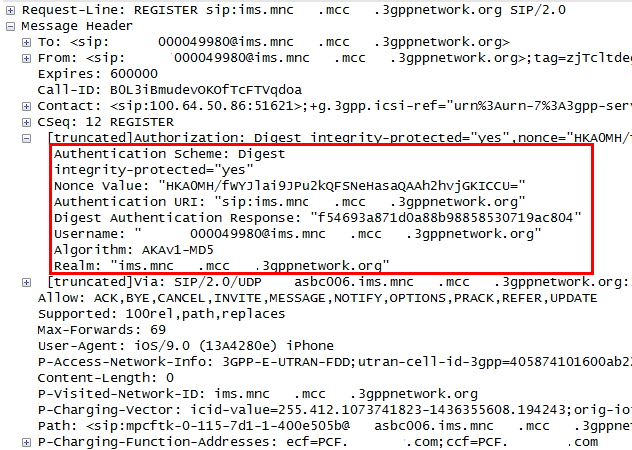 Request-Line: REGISTER sip:ims.mnc .mcc .3gppnetwork.org SIP/2.0
Message Header
To: <sip: 000049980@ims.mnc .mcc .3gppnetwork.org>
From: <sip: 000049980@ims.mnc .mcc .3gppnetwork.org>;tag=zjTcltdeg
Expires: 600000
Call-ID: B0L3iBmudevOKOfTcFTVqdoa
Contact: <sip:100.64.50.86:51621>;+g.3gpp.icsi-ref="urn%3Aurn-7%3A3gpp-serv
CSeq: 12 REGISTER
[truncated]Authorization: Digest integrity-protected="yes",nonce="HKA0MH/f
Authentication Scheme: Digest
integrity-protected="yes"
Nonce Value: "HKA0MH/fWYJlai9JPu2kQFSNeHasaQAAh2hvjGKICCU="
Authentication URI: "sip:ims.mnc .mcc .3gppnetwork.org"
Digest Authentication Response: "f54693a871d0a88b98858530719ac804"
Username: " 000049980@ims.mnc .mcc .3gppnetwork.org"
Algorithm: AKAv1-MD5
Realm: "ims.mnc .mcc .3gppnetwork.org"
[truncated]Via: SIP/2.0/UDP asbc006.ims.mnc .mcc .3gppnetwork.org:
Allow: ACK,BYE,CANCEL,INVITE,MESSAGE,NOTIFY,OPTIONS,PRACK,REFER,UPDATE
Supported: 100rel,path,replaces
Max-Forwards: 69
User-Agent: iOS/9.0 (13A4280e) iPhone
P-Access-Network-Info: 3GPP-E-UTRAN-FDD;utran-cell-id-3gpp=405874101600ab2
Content-Length: 0
P-Visited-Network-ID: ims.mnc .mcc .3gppnetwork.org
P-Charging-Vector: icid-value=255.412.1073741823-1436355608.194243;orig-io
Path: <sip:mpcftk-0-115-7d1-1-400e505b@ asbc006.ims.mnc .mcc .3gppnetwork.
P-Charging-Function-Addresses: ecf=PCF. .com;ccf=PCF. .com